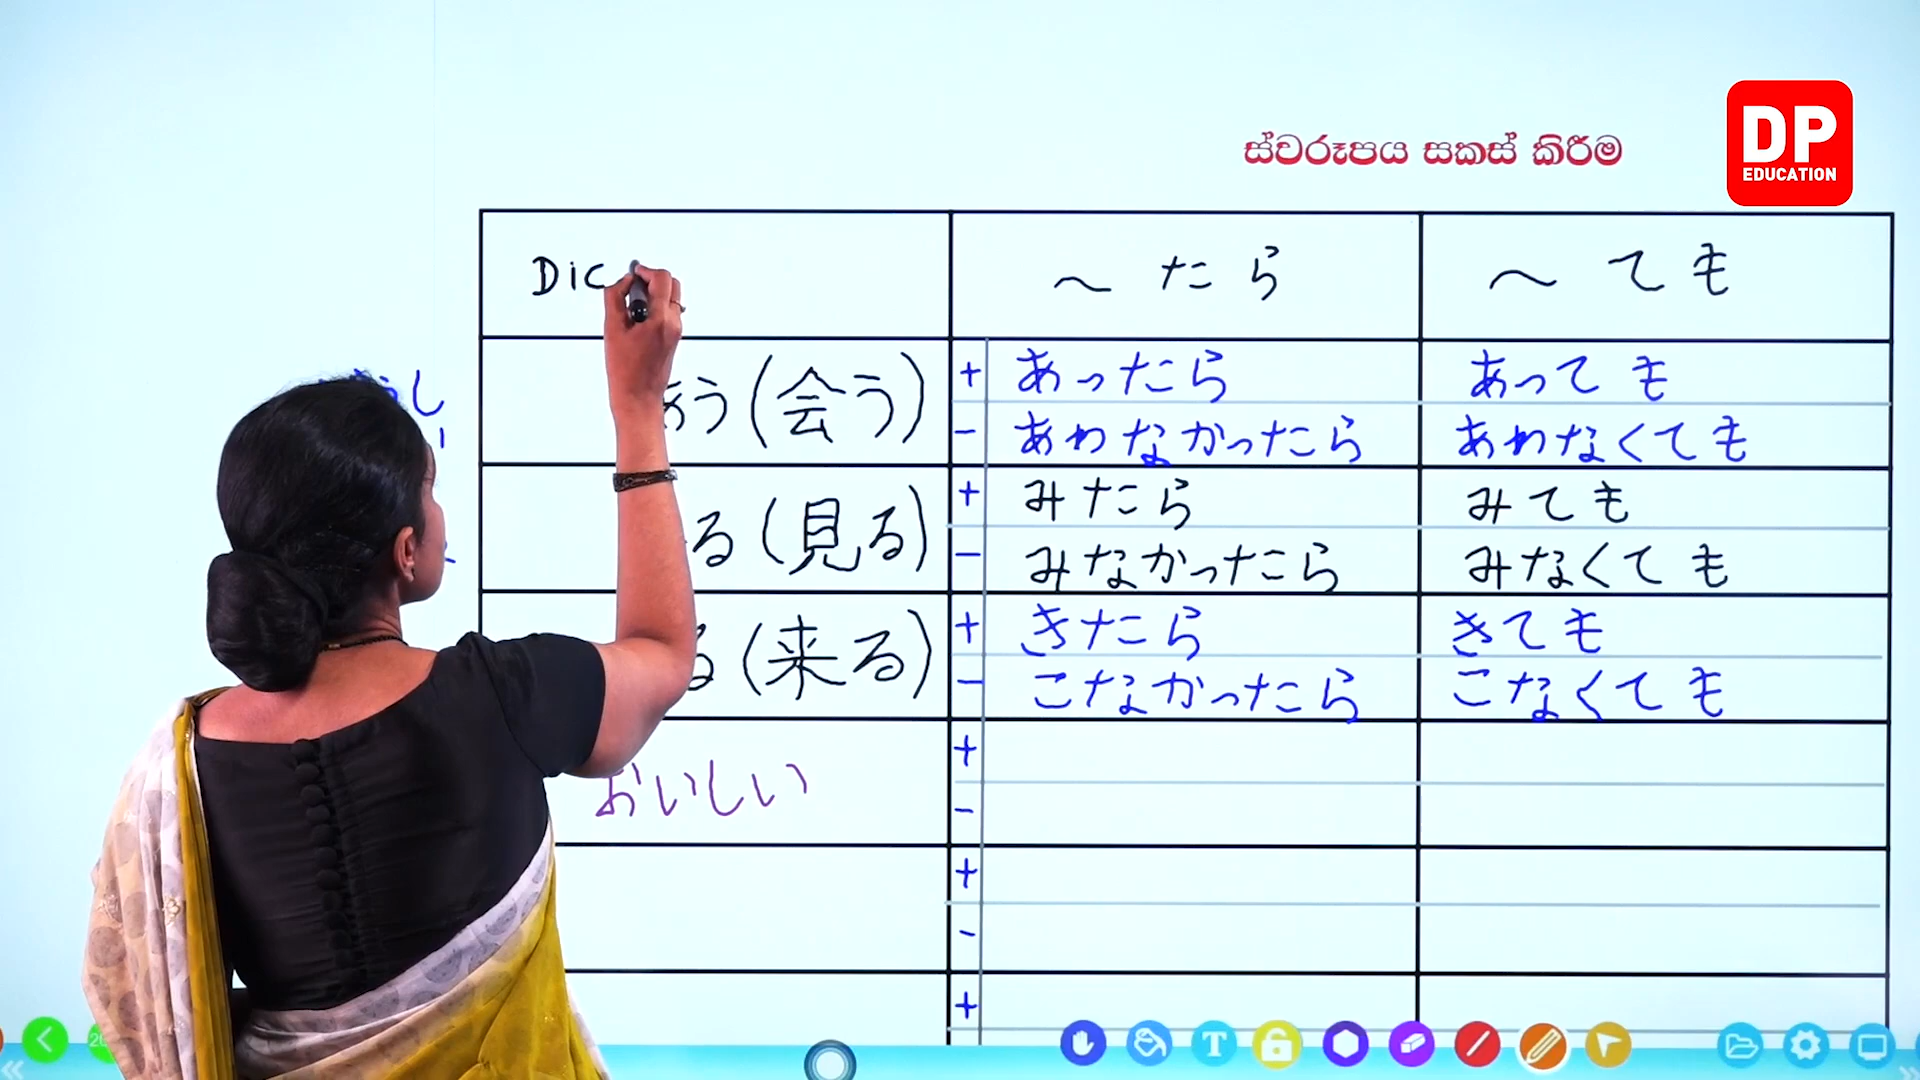 DP
EDUCATION
ස්වරූපය සකස් කිරීම
Dic
～ たら
～ ても
あう (会う)
+ あったら
あっても
- あわなかったら
あわなくても
る (見る)
+ みたら
みても
- みなかったら
みなくても
る (来る)
+ きたら
きても
- こなかったら
こなくても
おいしい
+
-
+
-
+